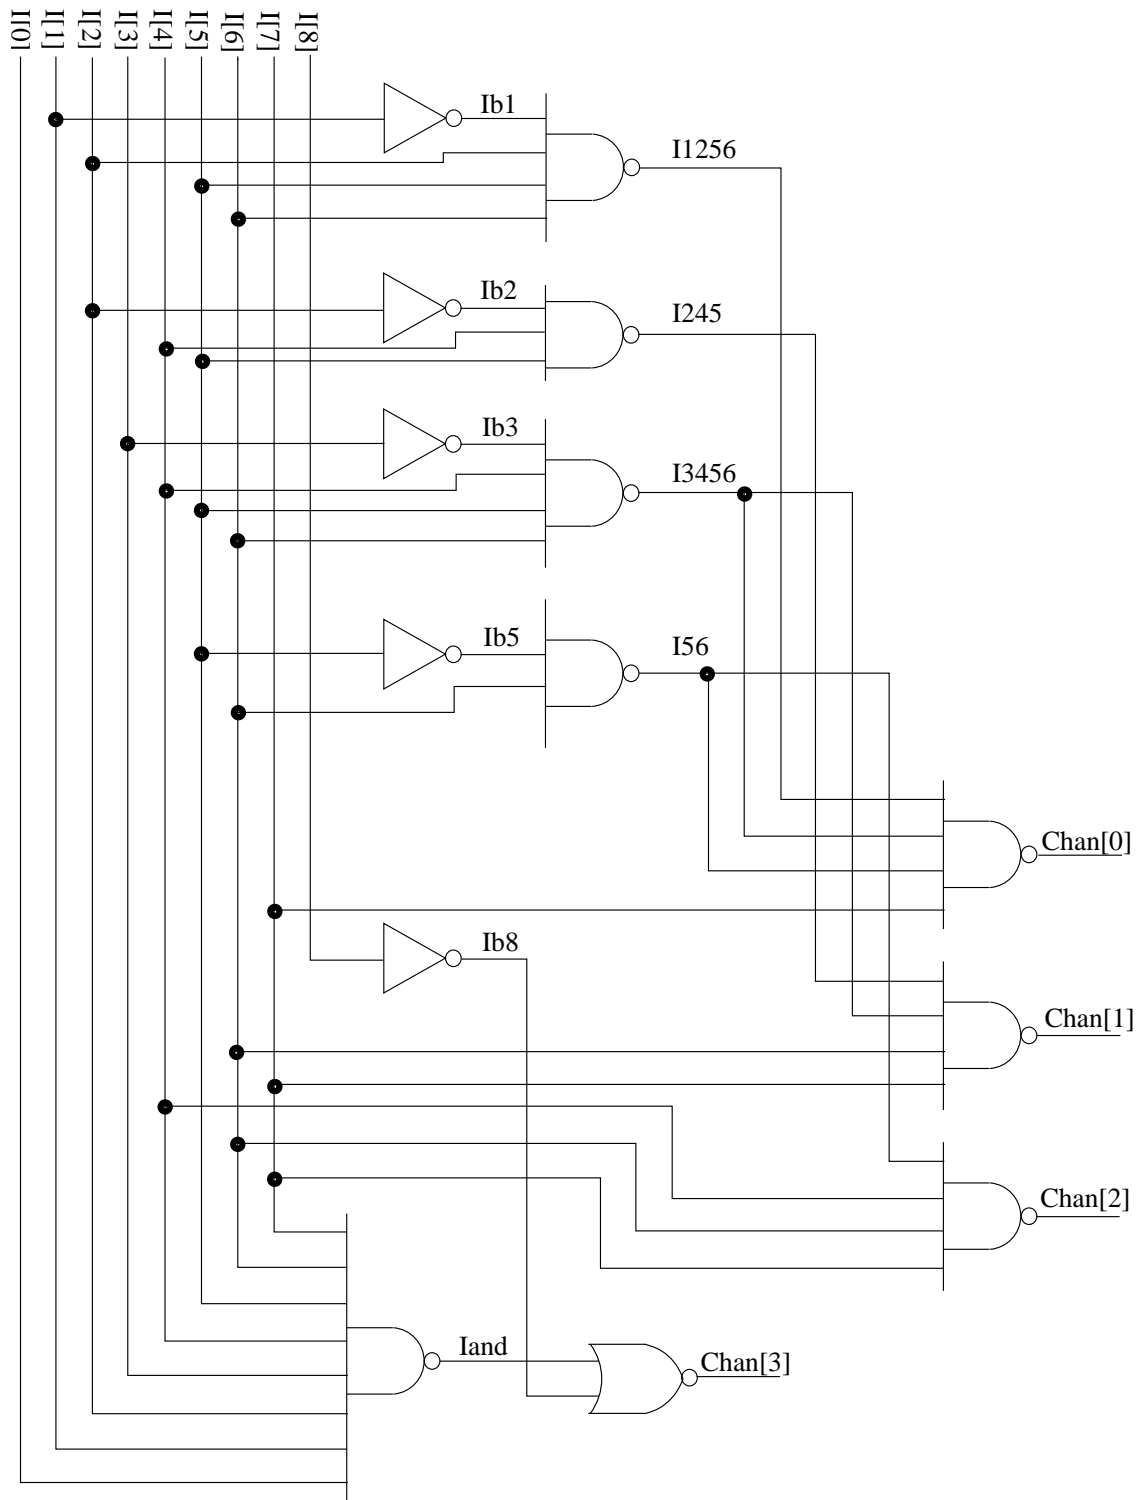 I[0]
I[1]
I[2]
I[3]
I[4]
I[5]
I[6]
I[7]
I[8]
Ib1
I1256
Ib2
I245
Ib3
I3456
Ib5
I56
Chan[0]
Ib8
Chan[1]
Chan[2]
Iand
Chan[3]